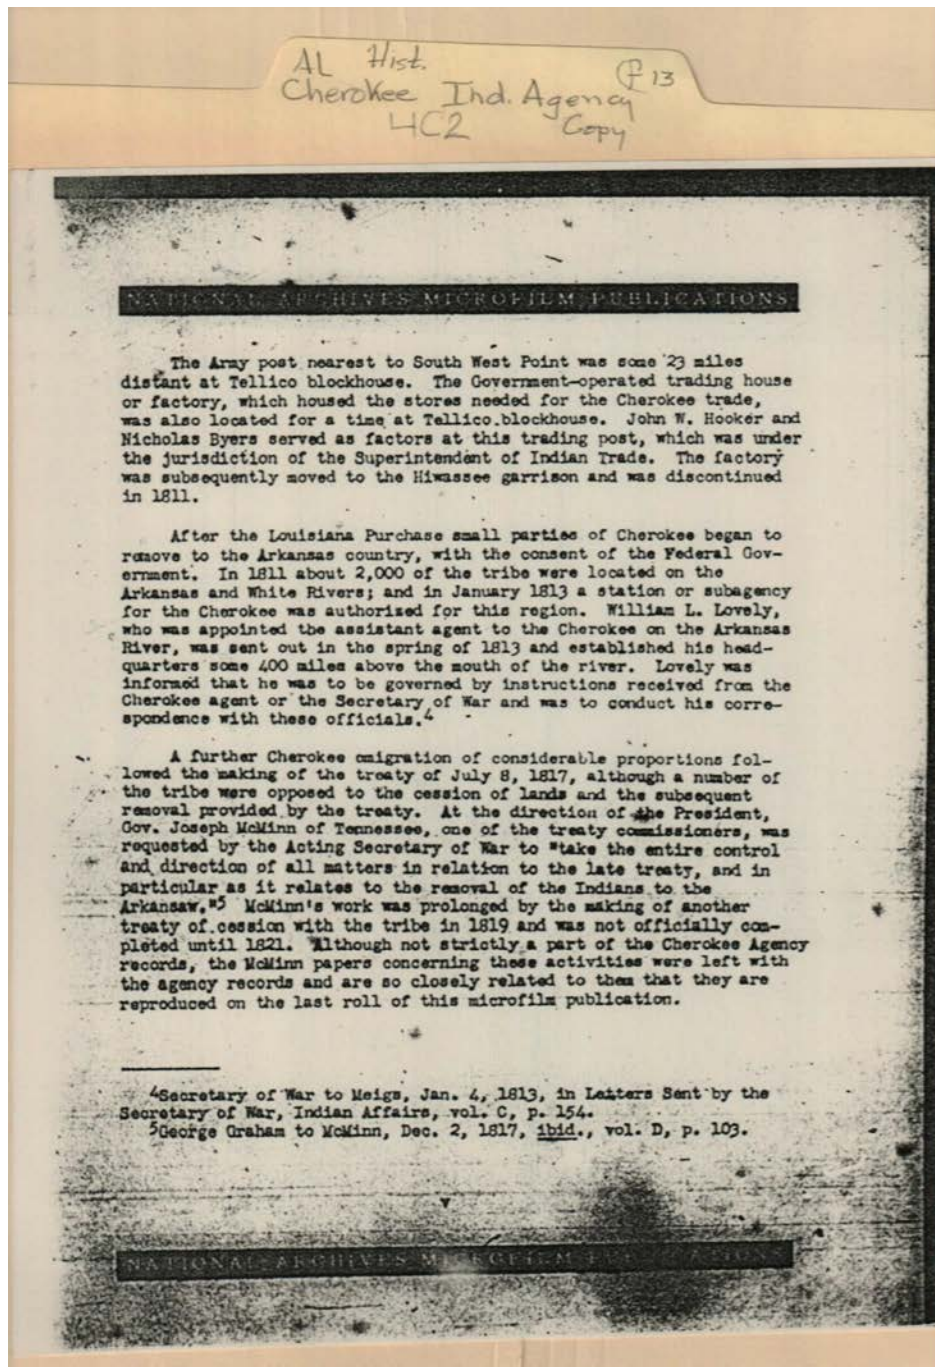 AL Hist.
F 13
Cherokee Ind. Agency
4C2 Copy
NATIONAL ARCHIVES MICROFILM PUBLICATIONS
The Army post nearest to South West Point was some 23 miles
distant at Tellico blockhouse. The Government-operated trading house
or factory, which housed the stores needed for the Cherokee trade,
was also located for a time at Tellico blockhouse. John W. Hooker and
Nicholas Byers served as factors at this trading post, which was under
the jurisdiction of the Superintendent of Indian Trade. The factory
was subsequently moved to the Hiwassee garrison and was discontinued
in 1811.
After the Louisiana Purchase small parties of Cherokee began to
remove to the Arkansas country, with the consent of the Federal Gov-
ernment. In 1811 about 2,000 of the tribe were located on the
Arkansas and White Rivers; and in January 1813 a station or subagency
for the Cherokee was authorized for this region. William L. Lovely,
who was appointed the assistant agent to the Cherokee on the Arkansas
River, was sent out in the spring of 1813 and established his head-
quarters some 400 miles above the mouth of the river. Lovely was
informed that he was to be governed by instructions received from the
Cherokee agent or the Secretary of War and was to conduct his corre-
spondence with these officials.4
A further Cherokee emigration of considerable proportions fol-
lowed the making of the treaty of July 8, 1817, although a number of
the tribe were opposed to the cession of lands and the subsequent
removal provided by the treaty. At the direction of the President,
Gov. Joseph McMinn of Tennessee, one of the treaty commissioners, was
requested by the Acting Secretary of War to "take the entire control
and direction of all matters in relation to the late treaty, and in
particular as it relates to the removal of the Indians to the
Arkansaw."5 McMinn's work was prolonged by the making of another
treaty of cession with the tribe in 1819 and was not officially com-
pleted until 1821. Although not strictly a part of the Cherokee Agency
records, the McMinn papers concerning these activities were left with
the agency records and are so closely related to them that they are
reproduced on the last roll of this microfilm publication.
4Secretary of War to Meigs, Jan. 4, 1813, in Letters Sent by the
Secretary of War, Indian Affairs, vol. C, p. 154.
5George Graham to McMinn, Dec. 2, 1817, ibid., vol. D, p. 103.
NATIONAL ARCHIVES MICROFILM PUBLICATIONS